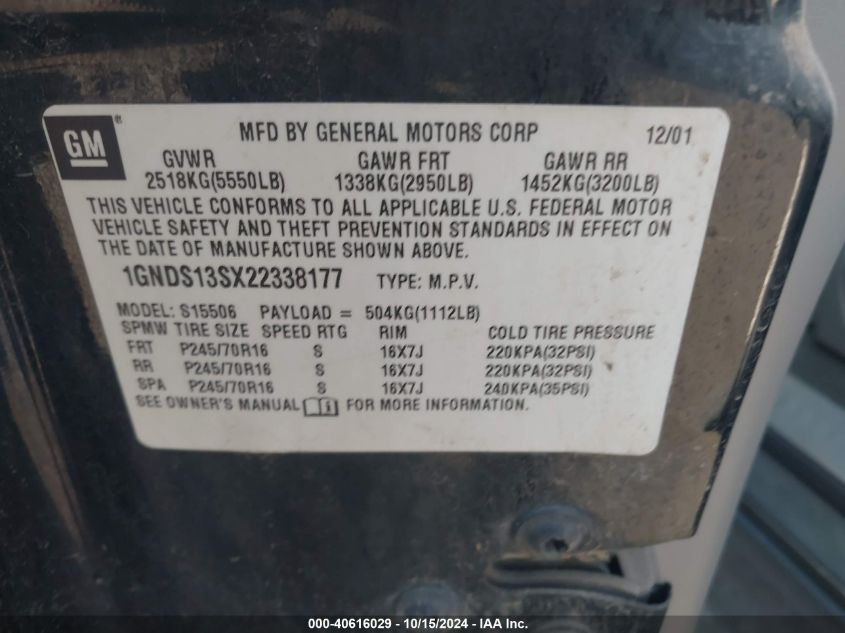 GM ® MFD BY GENERAL MOTORS CORP 12/01
GVWR GAWR FRT GAWR RR
2518KG(5550LB) 1338KG(2950LB) 1452KG(3200LB)
THIS VEHICLE CONFORMS TO ALL APPLICABLE U.S. FEDERAL MOTOR
VEHICLE SAFETY AND THEFT PREVENTION STANDARDS IN EFFECT ON
THE DATE OF MANUFACTURE SHOWN ABOVE.
1GNDS13SX22338177 TYPE: M.P.V.
MODEL: S15506 PAYLOAD = 504KG(1112LB)
SPMW TIRE SIZE SPEED RTG RIM COLD TIRE PRESSURE
FRT P245/70R16 S 16X7J 220KPA(32PSI)
RR P245/70R16 S 16X7J 220KPA(32PSI)
SPA P245/70R16 S 16X7J 240KPA(35PSI)
SEE OWNER'S MANUAL FOR MORE INFORMATION.
000-40616029 - 10/15/2024 - IAA Inc.